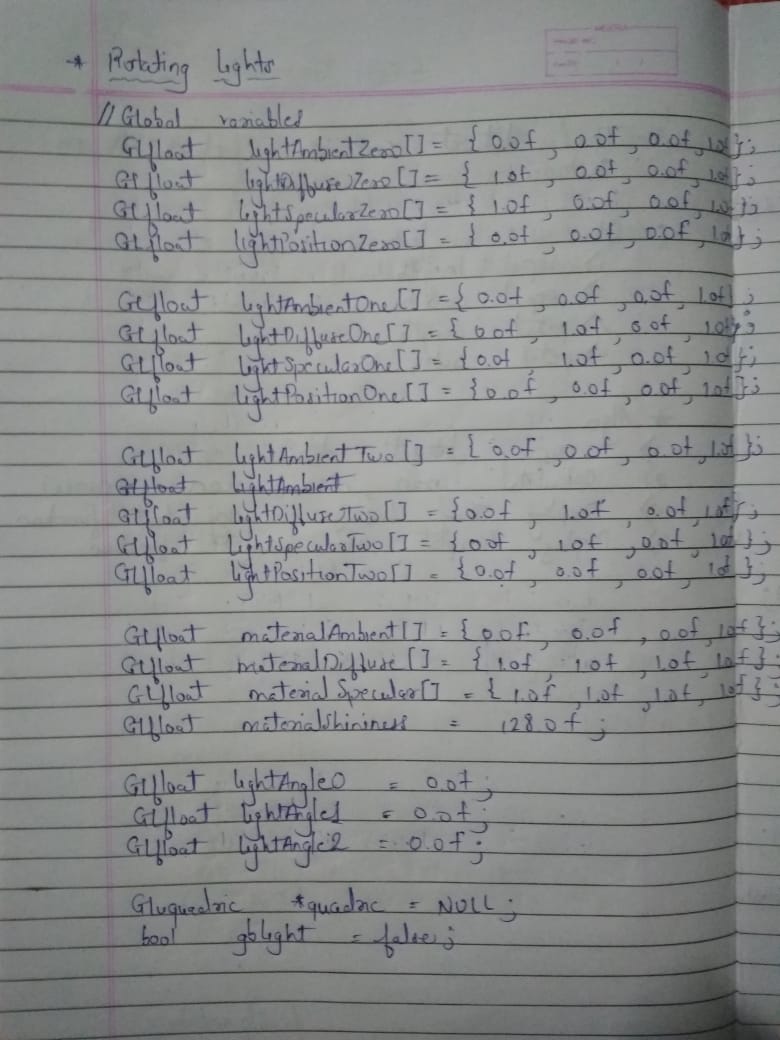 * Rotating lights
// Global variables
GLfloat lightAmbientZero[] = { 0.0f , 0.0f , 0.0f , 1.0f };
GLfloat lightDiffuseZero[] = { 1.0f , 0.0f , 0.0f , 1.0f };
GLfloat lightSpecularZero[] = { 1.0f , 0.0f , 0.0f , 1.0f };
GLfloat lightPositionZero[] = { 0.0f , 0.0f , 0.0f , 1.0f };
GLfloat lightAmbientOne[] = { 0.0f , 0.0f , 0.0f , 1.0f };
GLfloat lightDiffuseOne[] = { 0.0f , 1.0f , 0.0f , 1.0f };
GLfloat lightSpecularOne[] = { 0.0f , 1.0f , 0.0f , 1.0f };
GLfloat lightPositionOne[] = { 0.0f , 0.0f , 0.0f , 1.0f };
GLfloat lightAmbientTwo[] = { 0.0f , 0.0f , 0.0f , 1.0f };
GLfloat lightAmbient
GLfloat lightDiffuseTwo[] = { 0.0f , 1.0f , 0.0f , 1.0f };
GLfloat lightSpecularTwo[] = { 0.0f , 1.0f , 0.0f , 1.0f };
GLfloat lightPositionTwo[] = { 0.0f , 0.0f , 0.0f , 1.0f };
GLfloat materialAmbient[] = { 0.0f , 0.0f , 0.0f , 1.0f };
GLfloat materialDiffuse[] = { 1.0f , 1.0f , 1.0f , 1.0f };
GLfloat materialSpecular[] = { 1.0f , 1.0f , 1.0f , 1.0f };
GLfloat materialShininess = 128.0f ;
GLfloat lightAngle0 = 0.0f ;
GLfloat lightAngle1 = 0.0f ;
GLfloat lightAngle2 = 0.0f ;
GLuquadric *quadric = NULL ;
bool gblight = false ;